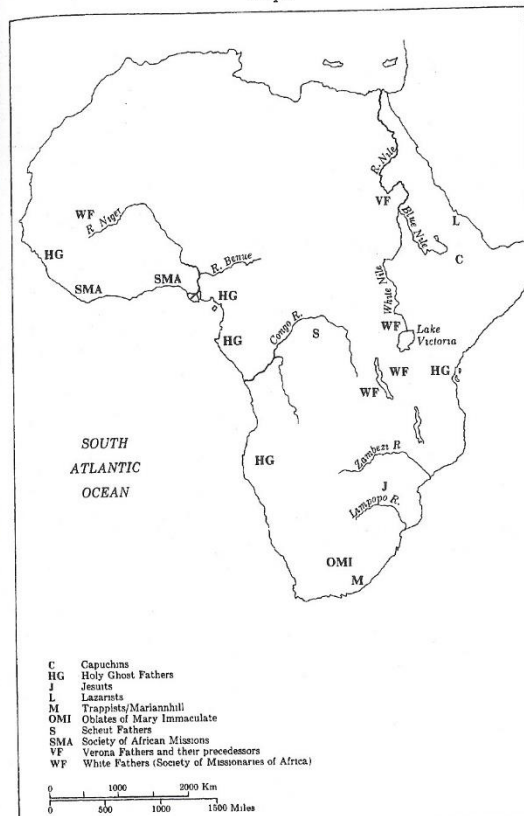 R. Nile
VF
WF
R Niger
Blue Nile
L
HG
C
SMA
SMA
R. Benue
HG
White Nile
Congo R.
S
WF
Lake
Victoria
HG
WF
HG
WF
SOUTH
ATLANTIC
OCEAN
HG
Zambezi R
J
Limpopo R.
OMI
M
C Capuchins
HG Holy Ghost Fathers
J Jesuits
L Lazarists
M Trappists/Mariannhill
OMI Oblates of Mary Immaculate
S Scheut Fathers
SMA Society of African Missions
VF Verona Fathers and their predecessors
WF White Fathers (Society of Missionaries of Africa)
0 1000 2000 Km
0 500 1000 1500 Miles